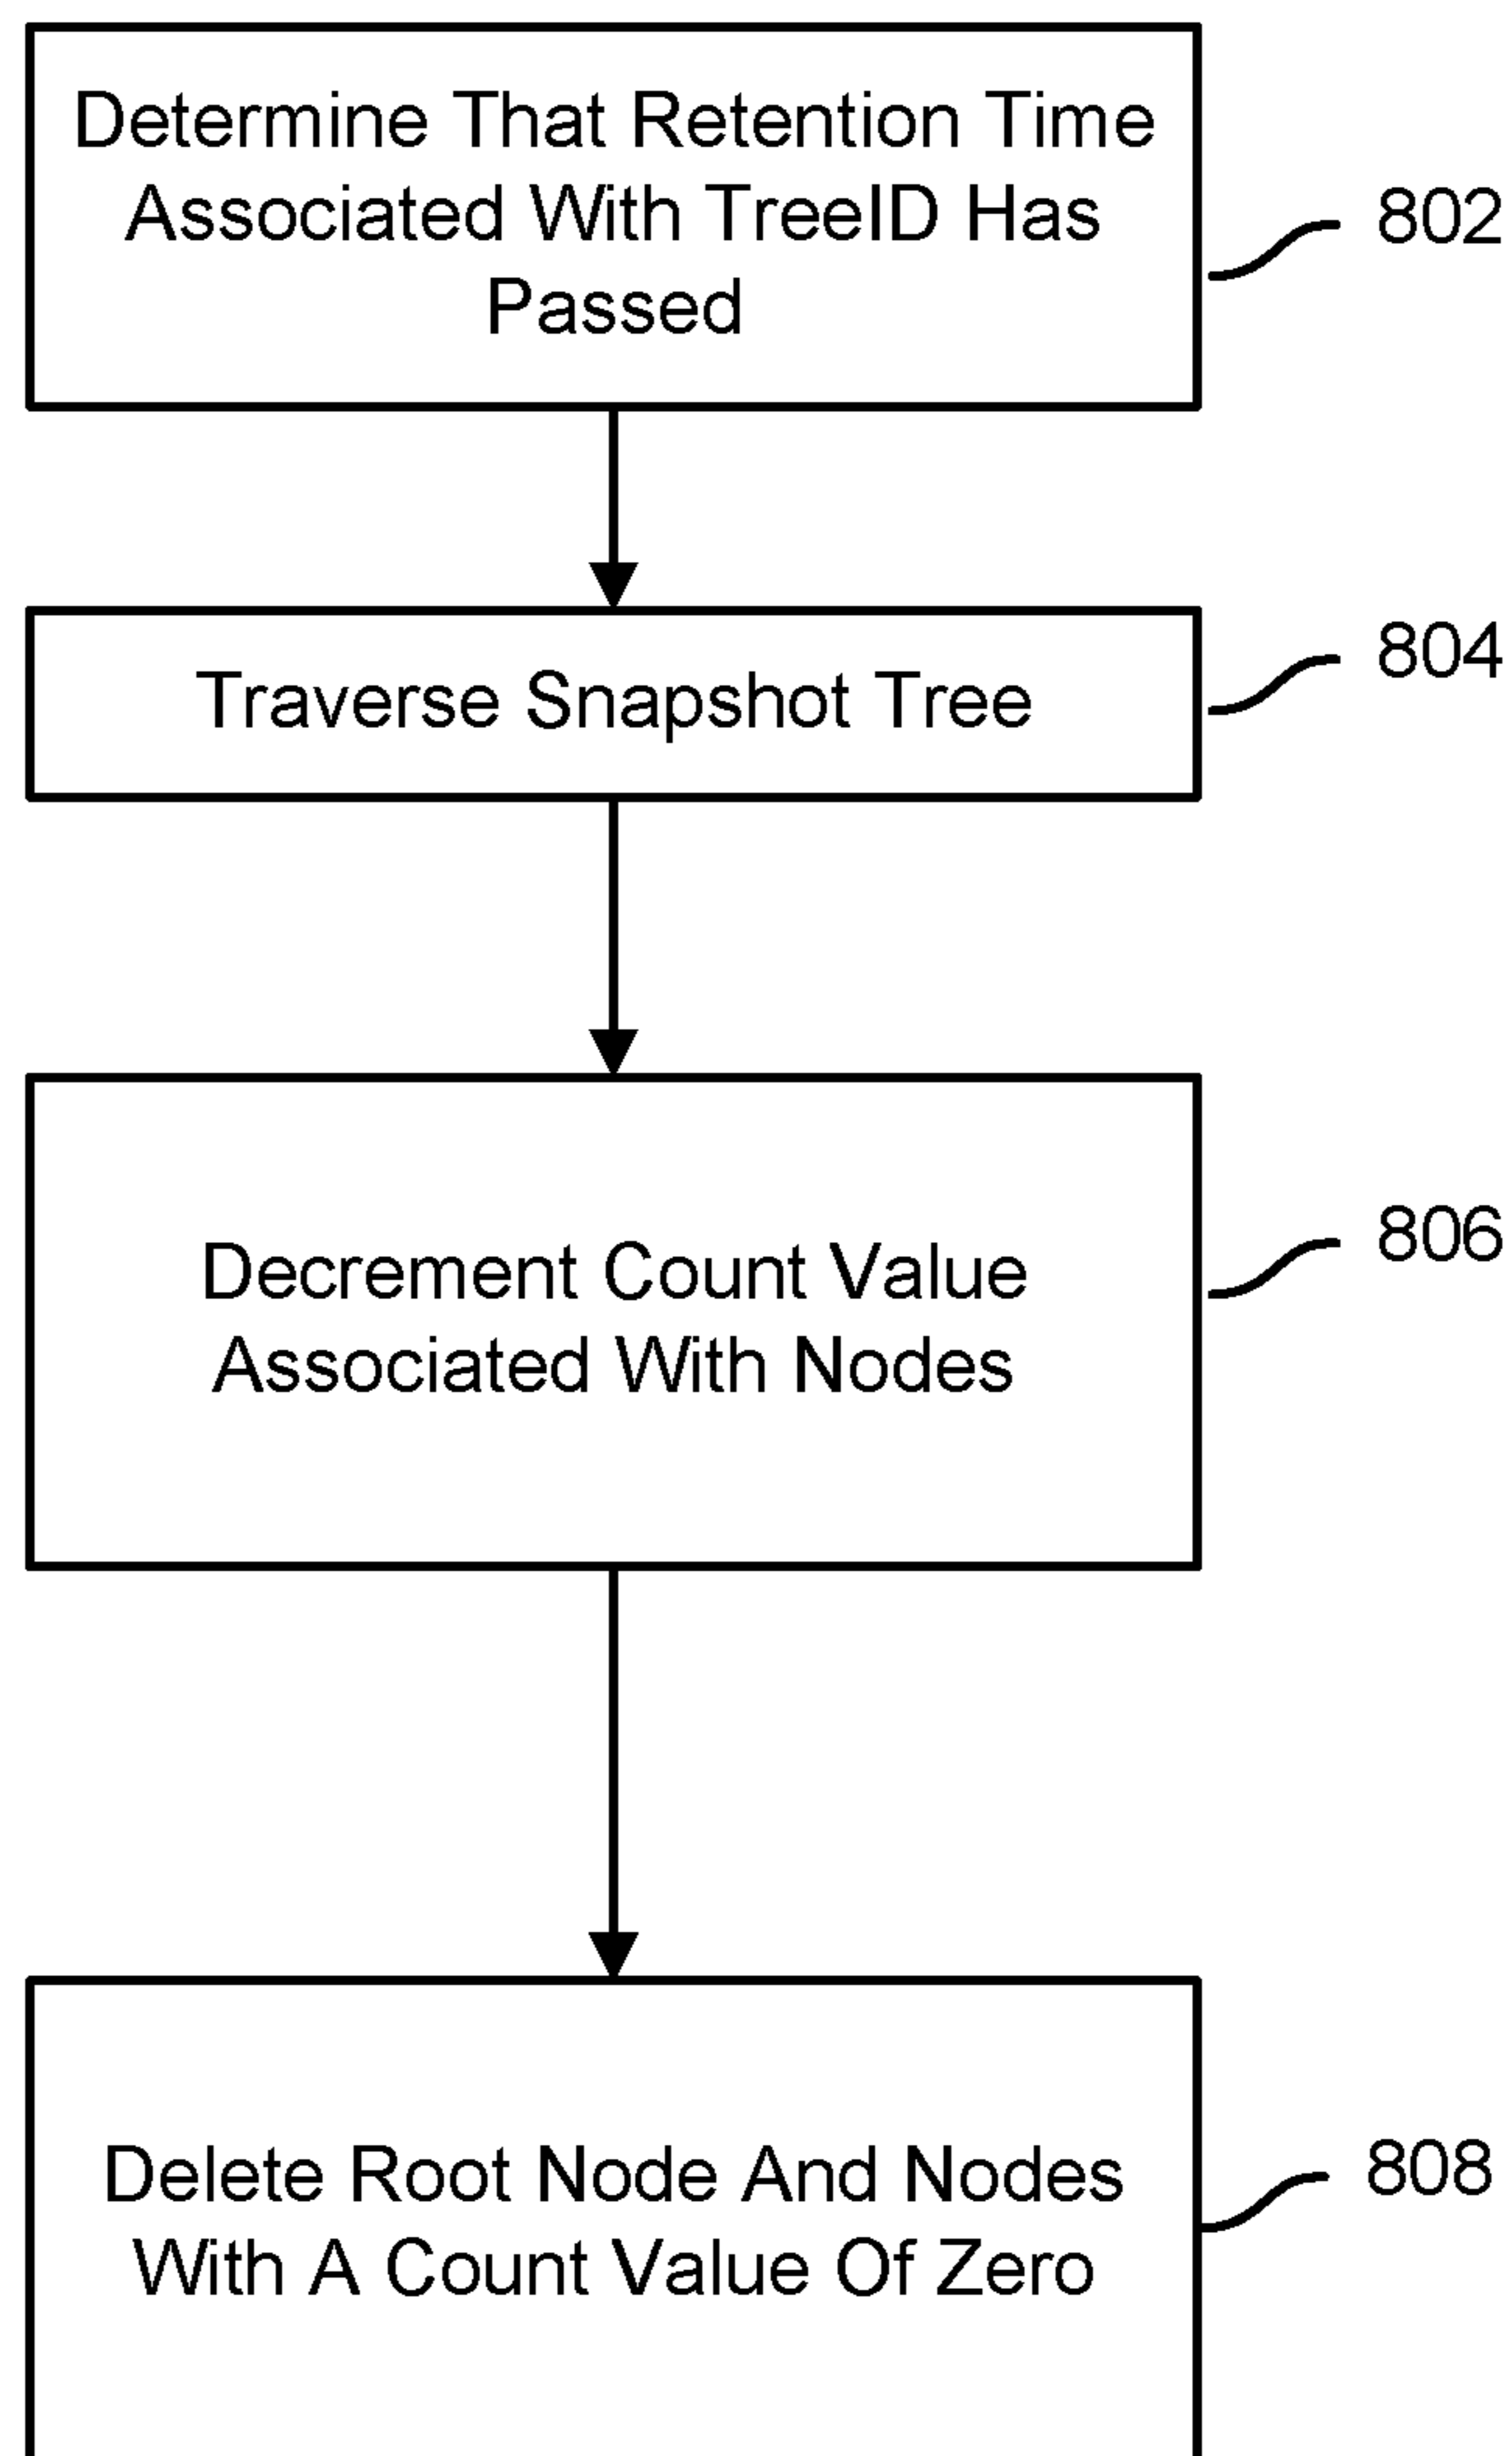 Determine That Retention Time
Associated With TreeID Has
Passed
802
Traverse Snapshot Tree
804
Decrement Count Value
Associated With Nodes
806
Delete Root Node And Nodes
With A Count Value Of Zero
808